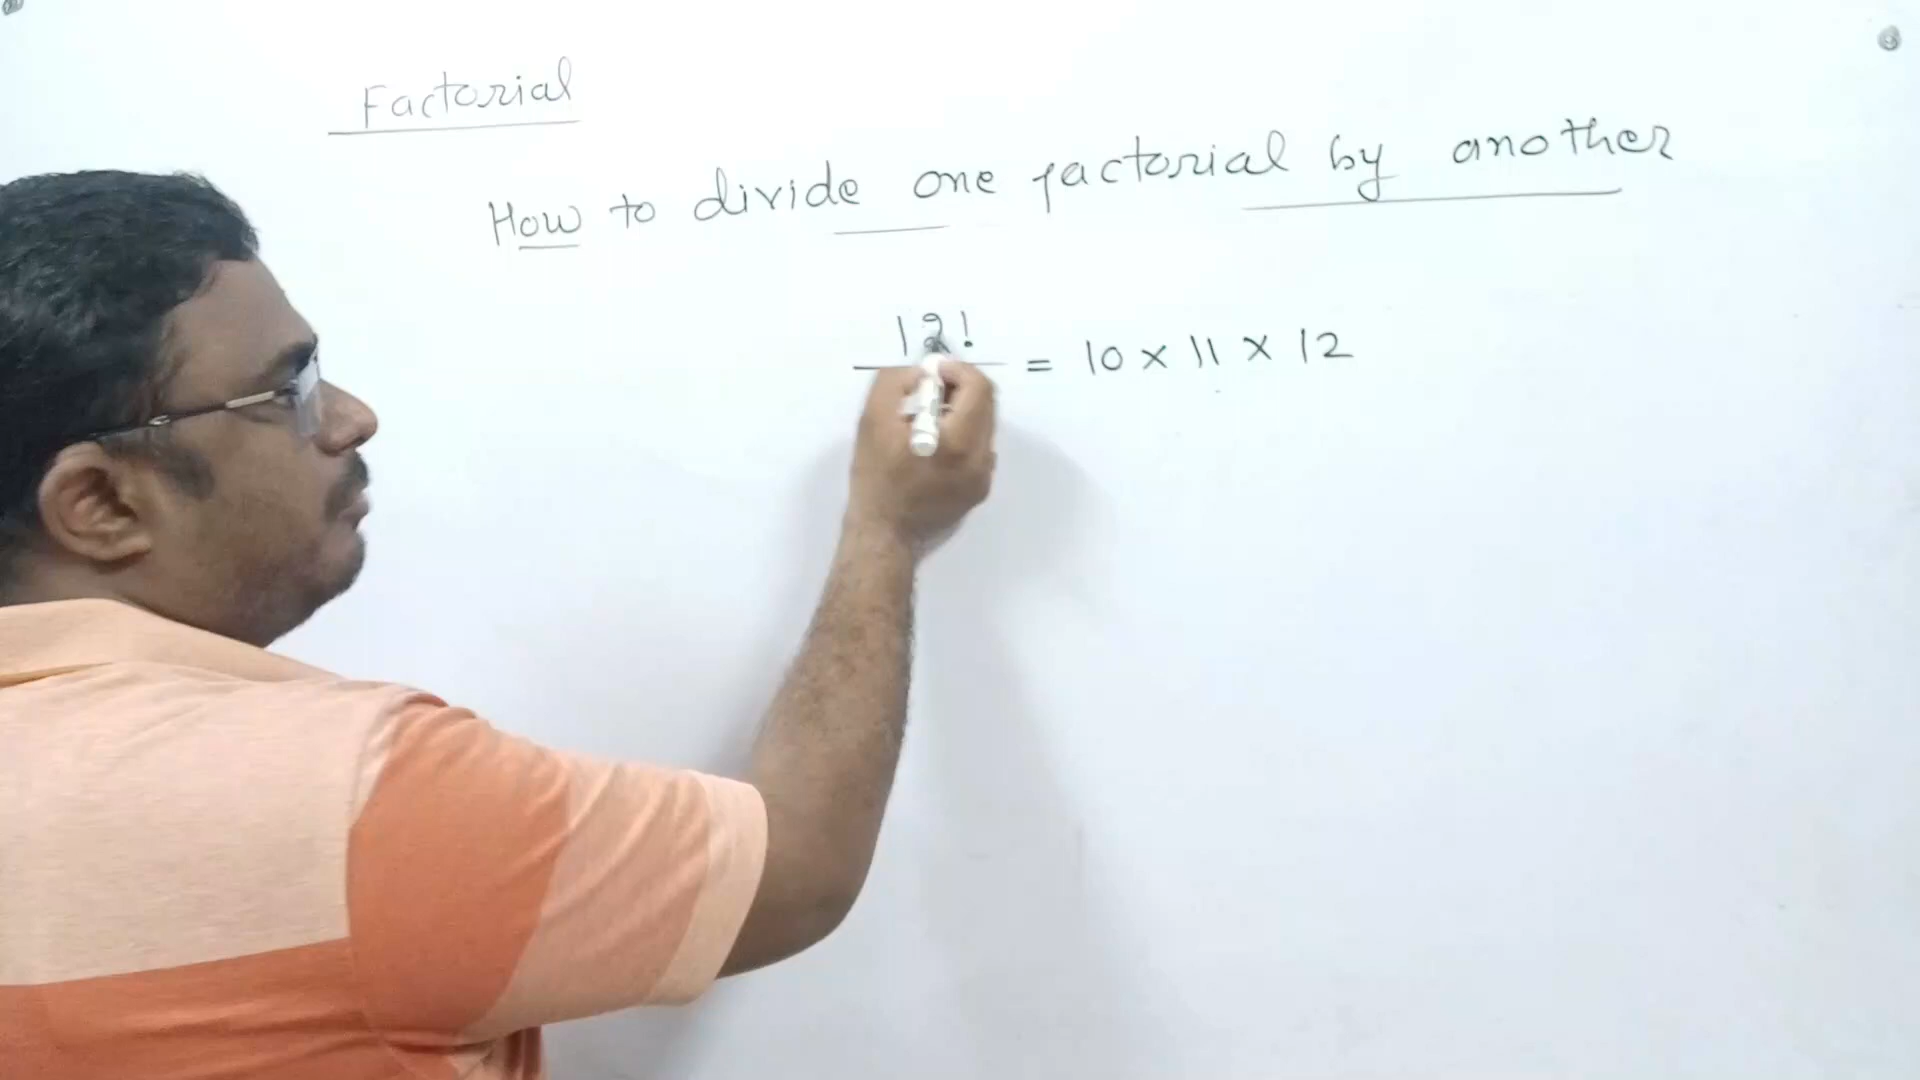 Factorial
How to divide one factorial by another
12! = 10 × 11 × 12